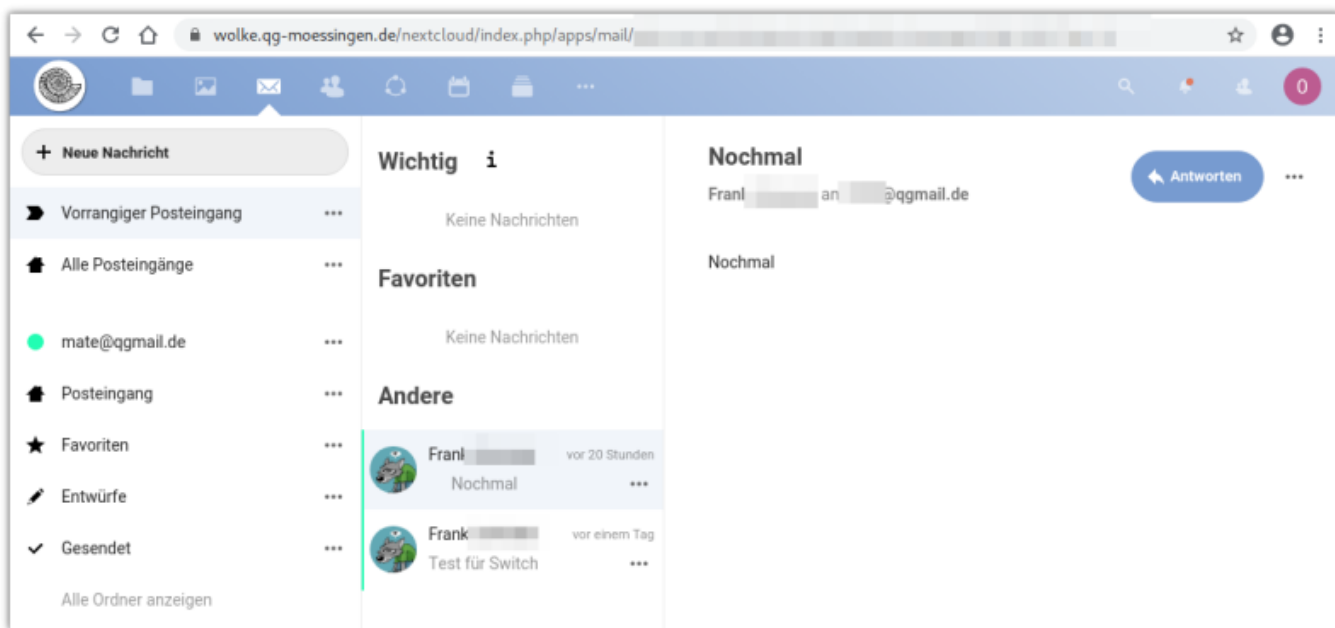 wolke.qg-moessingen.de/nextcloud/index.php/apps/mail/
0
+ Neue Nachricht
Vorrangiger Posteingang
Alle Posteingänge
mate@qgmail.de
Posteingang
Favoriten
Entwürfe
Gesendet
Alle Ordner anzeigen
Wichtig i
Keine Nachrichten
Favoriten
Keine Nachrichten
Andere
Frank vor 20 Stunden
Nochmal
Frank vor einem Tag
Test für Switch
Nochmal
Antworten
an @qgmail.de
Nochmal